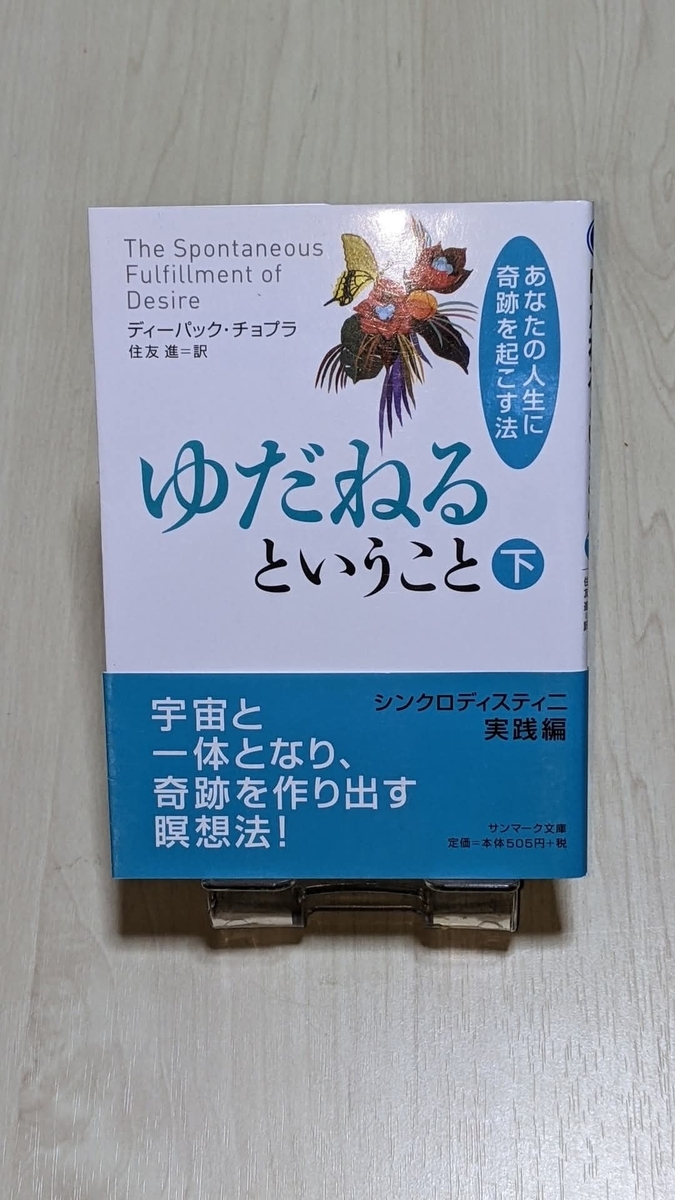 The Spontaneous
Fulfillment of
Desire
ディーパック・チョプラ
住友 進=訳
あなたの人生に
奇跡を起こす法
ゆだねる
ということ 下
シンクロディスティニ
実践編
宇宙と
一体となり、
奇跡を作り出す
瞑想法!
サンマーク文庫
定価=本体505円+税